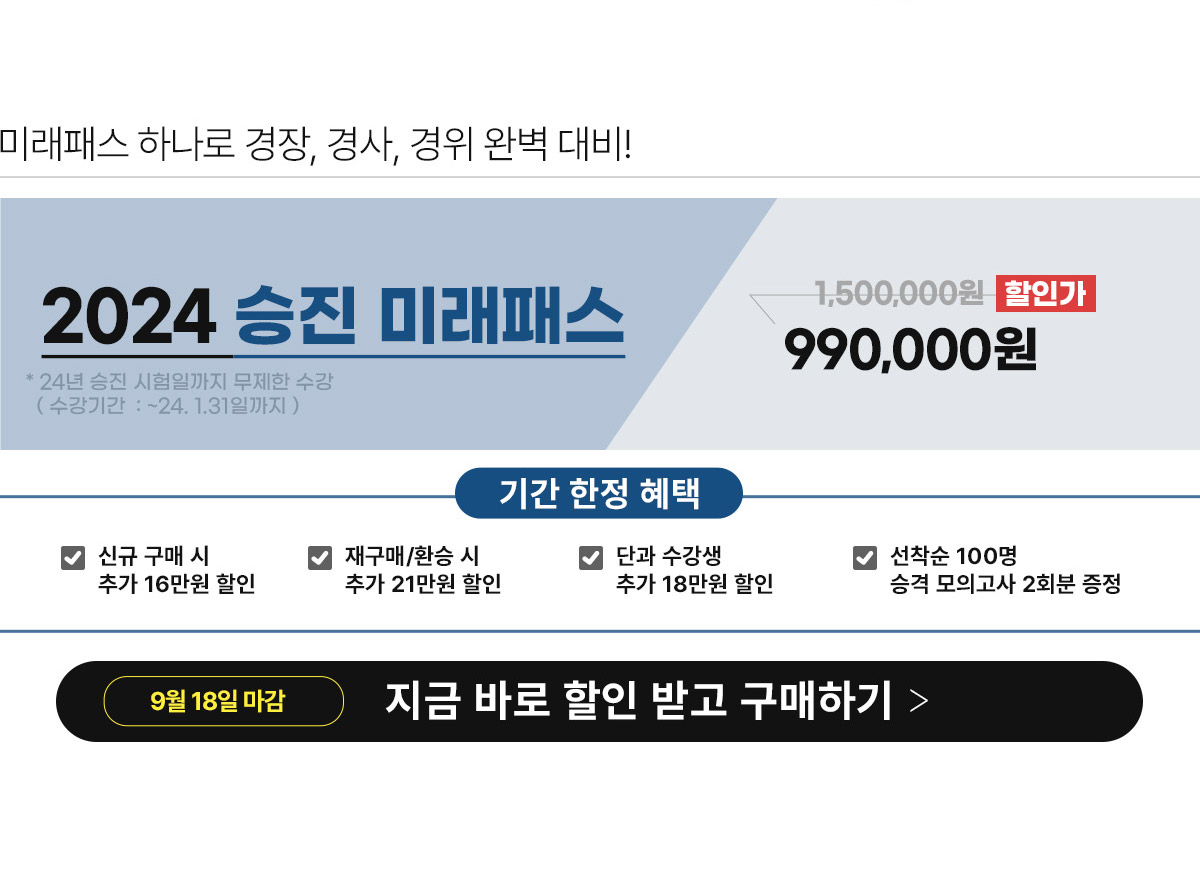 미래패스 하나로 경장, 경사, 경위 완벽 대비!
2024 승진 미래패스
* 24년 승진 시험일까지 무제한 수강
( 수강기간 : ~24. 1.31일까지 )
1,500,000원 할인가
990,000원
기간 한정 혜택
신규 구매 시
추가 16만원 할인
재구매/환승 시
추가 21만원 할인
단과 수강생
추가 18만원 할인
선착순 100명
승격 모의고사 2회분 증정
9월 18일 마감 지금 바로 할인 받고 구매하기 >